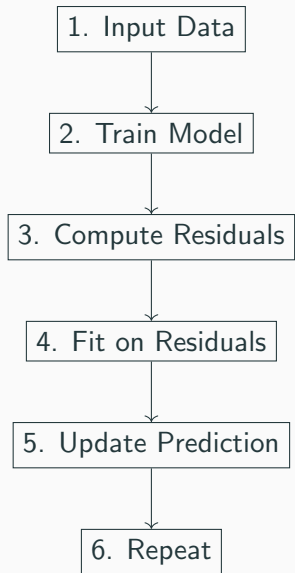 1. Input Data
2. Train Model
3. Compute Residuals
4. Fit on Residuals
5. Update Prediction
6. Repeat